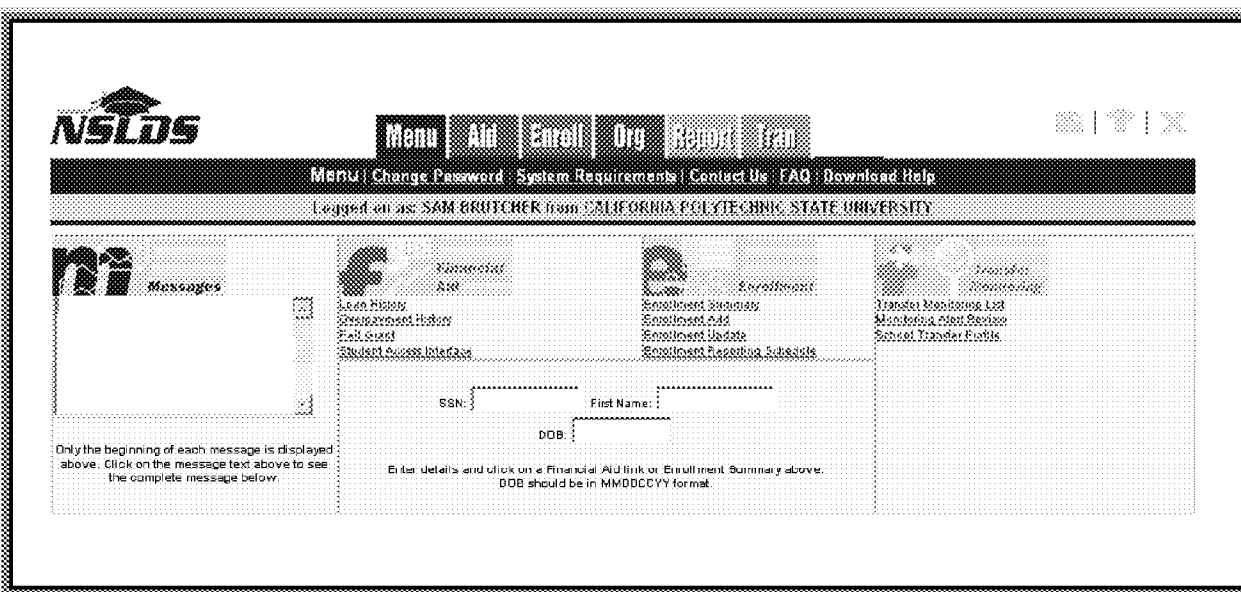 NSLDS
Menu Aid Enroll Org Report Tran
Menu | Change Password | System Requirements | Contact Us | FAQ | Download Help
Logged on as: SAM BRUTCHER from CALIFORNIA POLYTECHNIC STATE UNIVERSITY
m Messages
f Financial Aid
e Enrollment
Transfer Monitoring
Loan History
Overpayment History
Pell Grant
Student Access Interface
Enrollment Summary
Enrollment Add
Enrollment Update
Enrollment Reporting Schedule
Transfer Monitoring List
Monitoring Alert Review
School Transfer Profile
SSN: First Name:
DOB:
Enter details and click on a Financial Aid link or Enrollment Summary above.
DOB should be in MMDDCCYY format.
Only the beginning of each message is displayed
above. Click on the message text above to see
the complete message below.